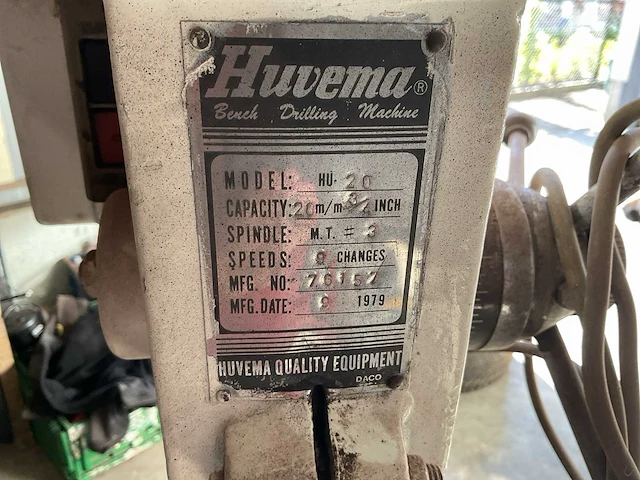 Huvema®
Bench Drilling Machine
MODEL: HU- 20
CAPACITY: 20 m/m 3/4 INCH
SPINDLE: M.T. # 3
SPEEDS: 9 CHANGES
MFG. NO: 76157
MFG. DATE: 9 1979
HUVEMA QUALITY EQUIPMENT
DACO